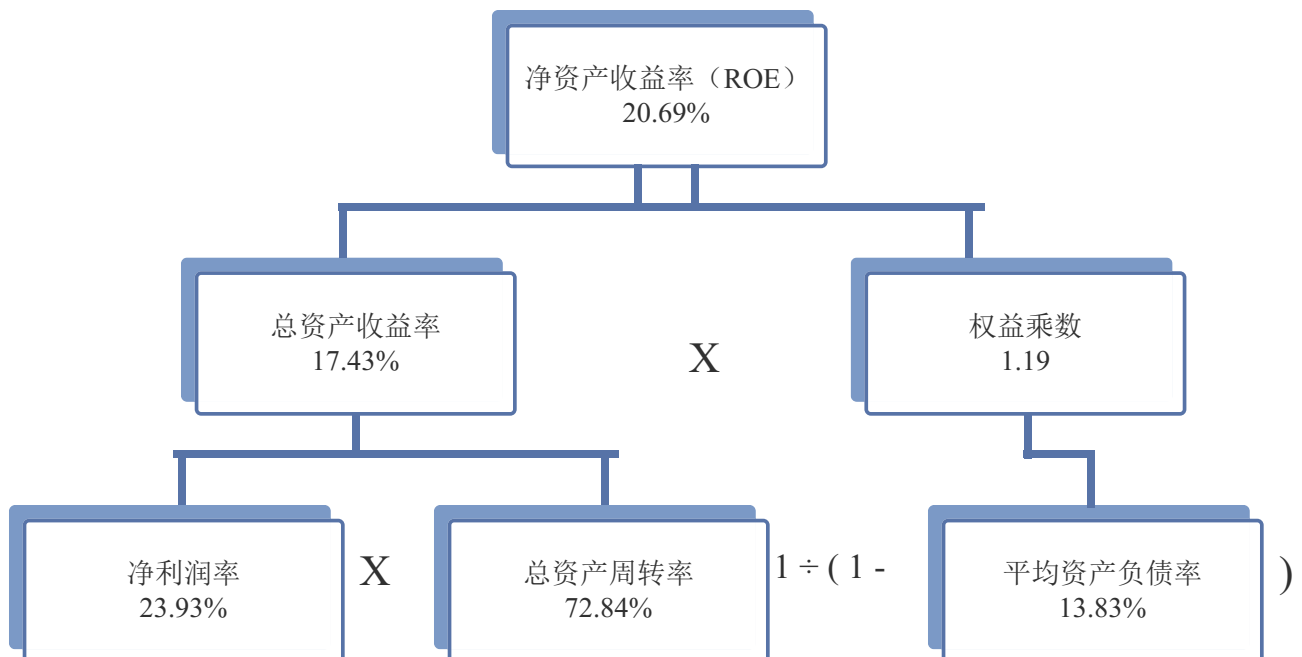 净资产收益率（ROE）
20.69%
总资产收益率
17.43%
X
权益乘数
1.19
净利润率
23.93%
X
总资产周转率
72.84%
1 ÷ ( 1 -
平均资产负债率
13.83%
)